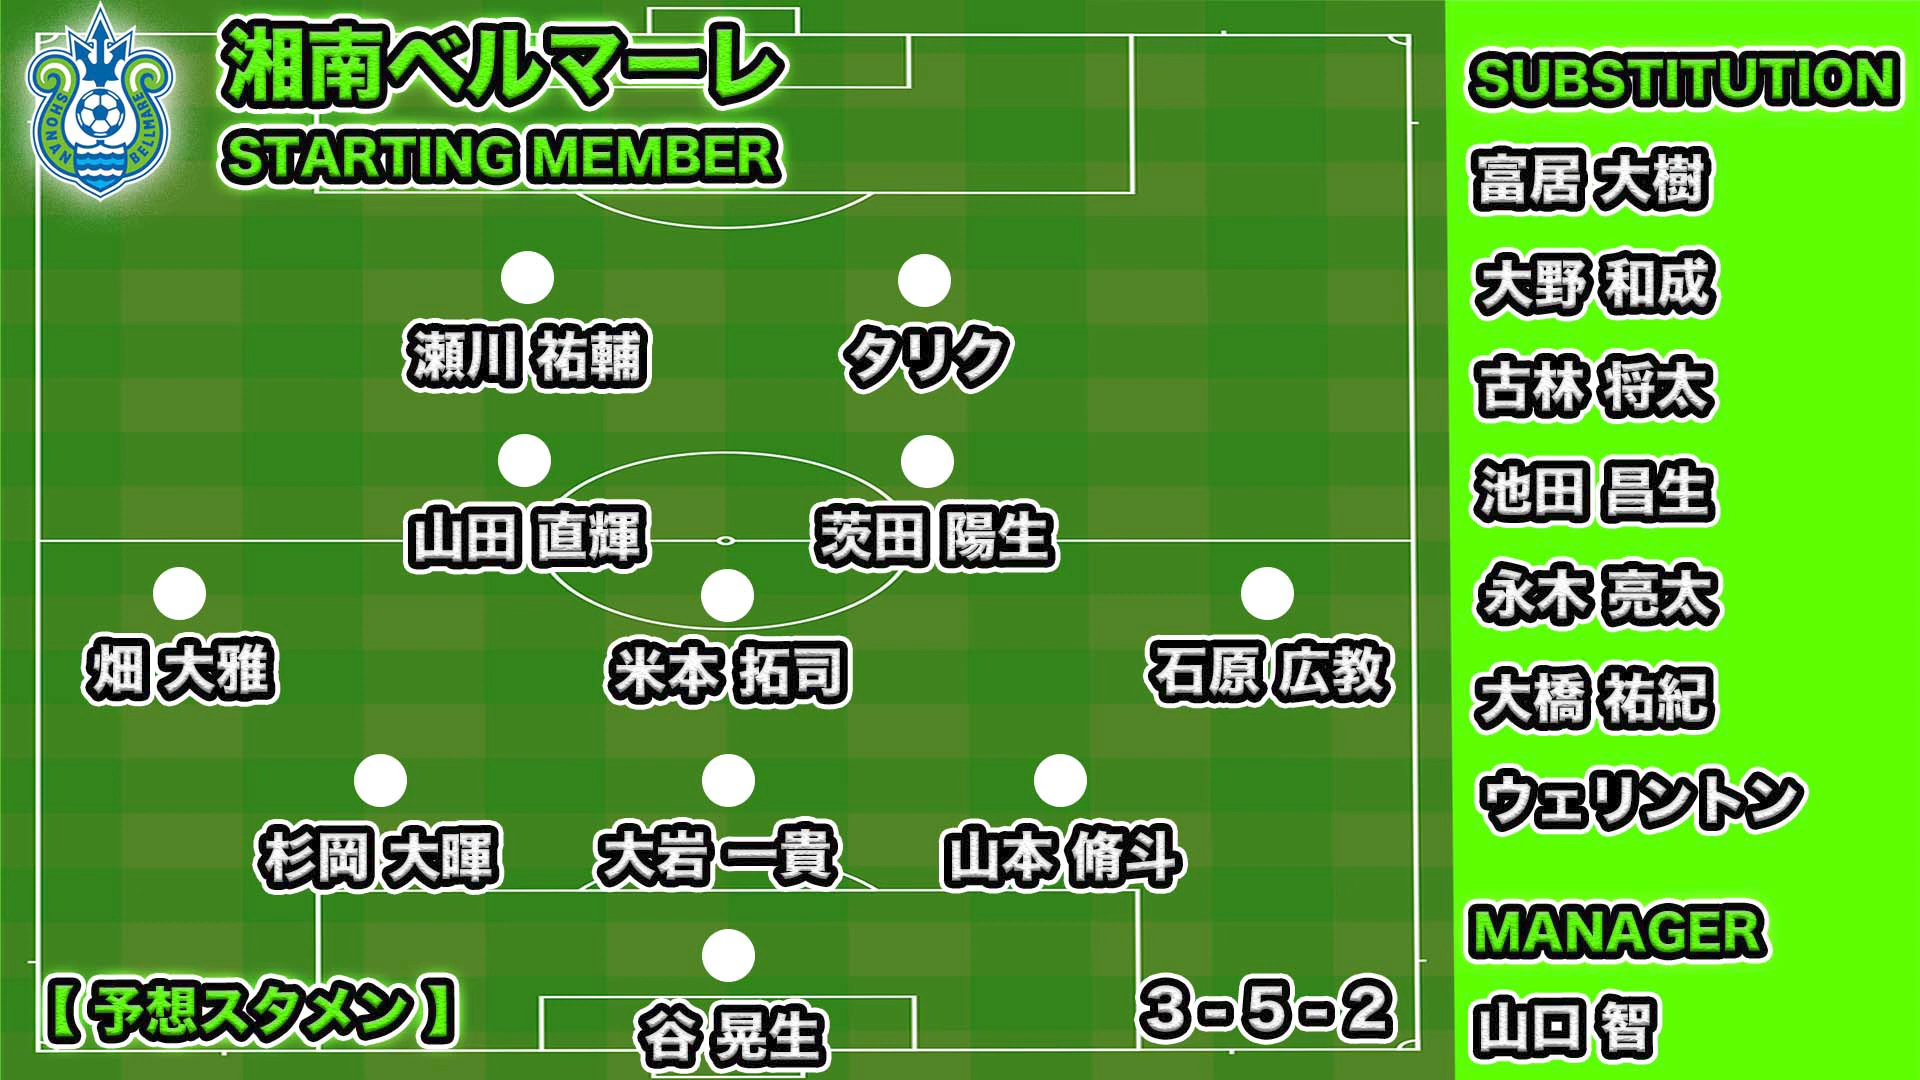 湘南ベルマーレ
STARTING MEMBER
SHONAN BELLMARE
瀬川 祐輔
タリク
山田 直輝
茨田 陽生
畑 大雅
米本 拓司
石原 広教
杉岡 大暉
大岩 一貴
山本 脩斗
谷 晃生
【 予想スタメン 】
3 - 5 - 2
SUBSTITUTION
富居 大樹
大野 和成
古林 将太
池田 昌生
永木 亮太
大橋 祐紀
ウェリントン
MANAGER
山口 智